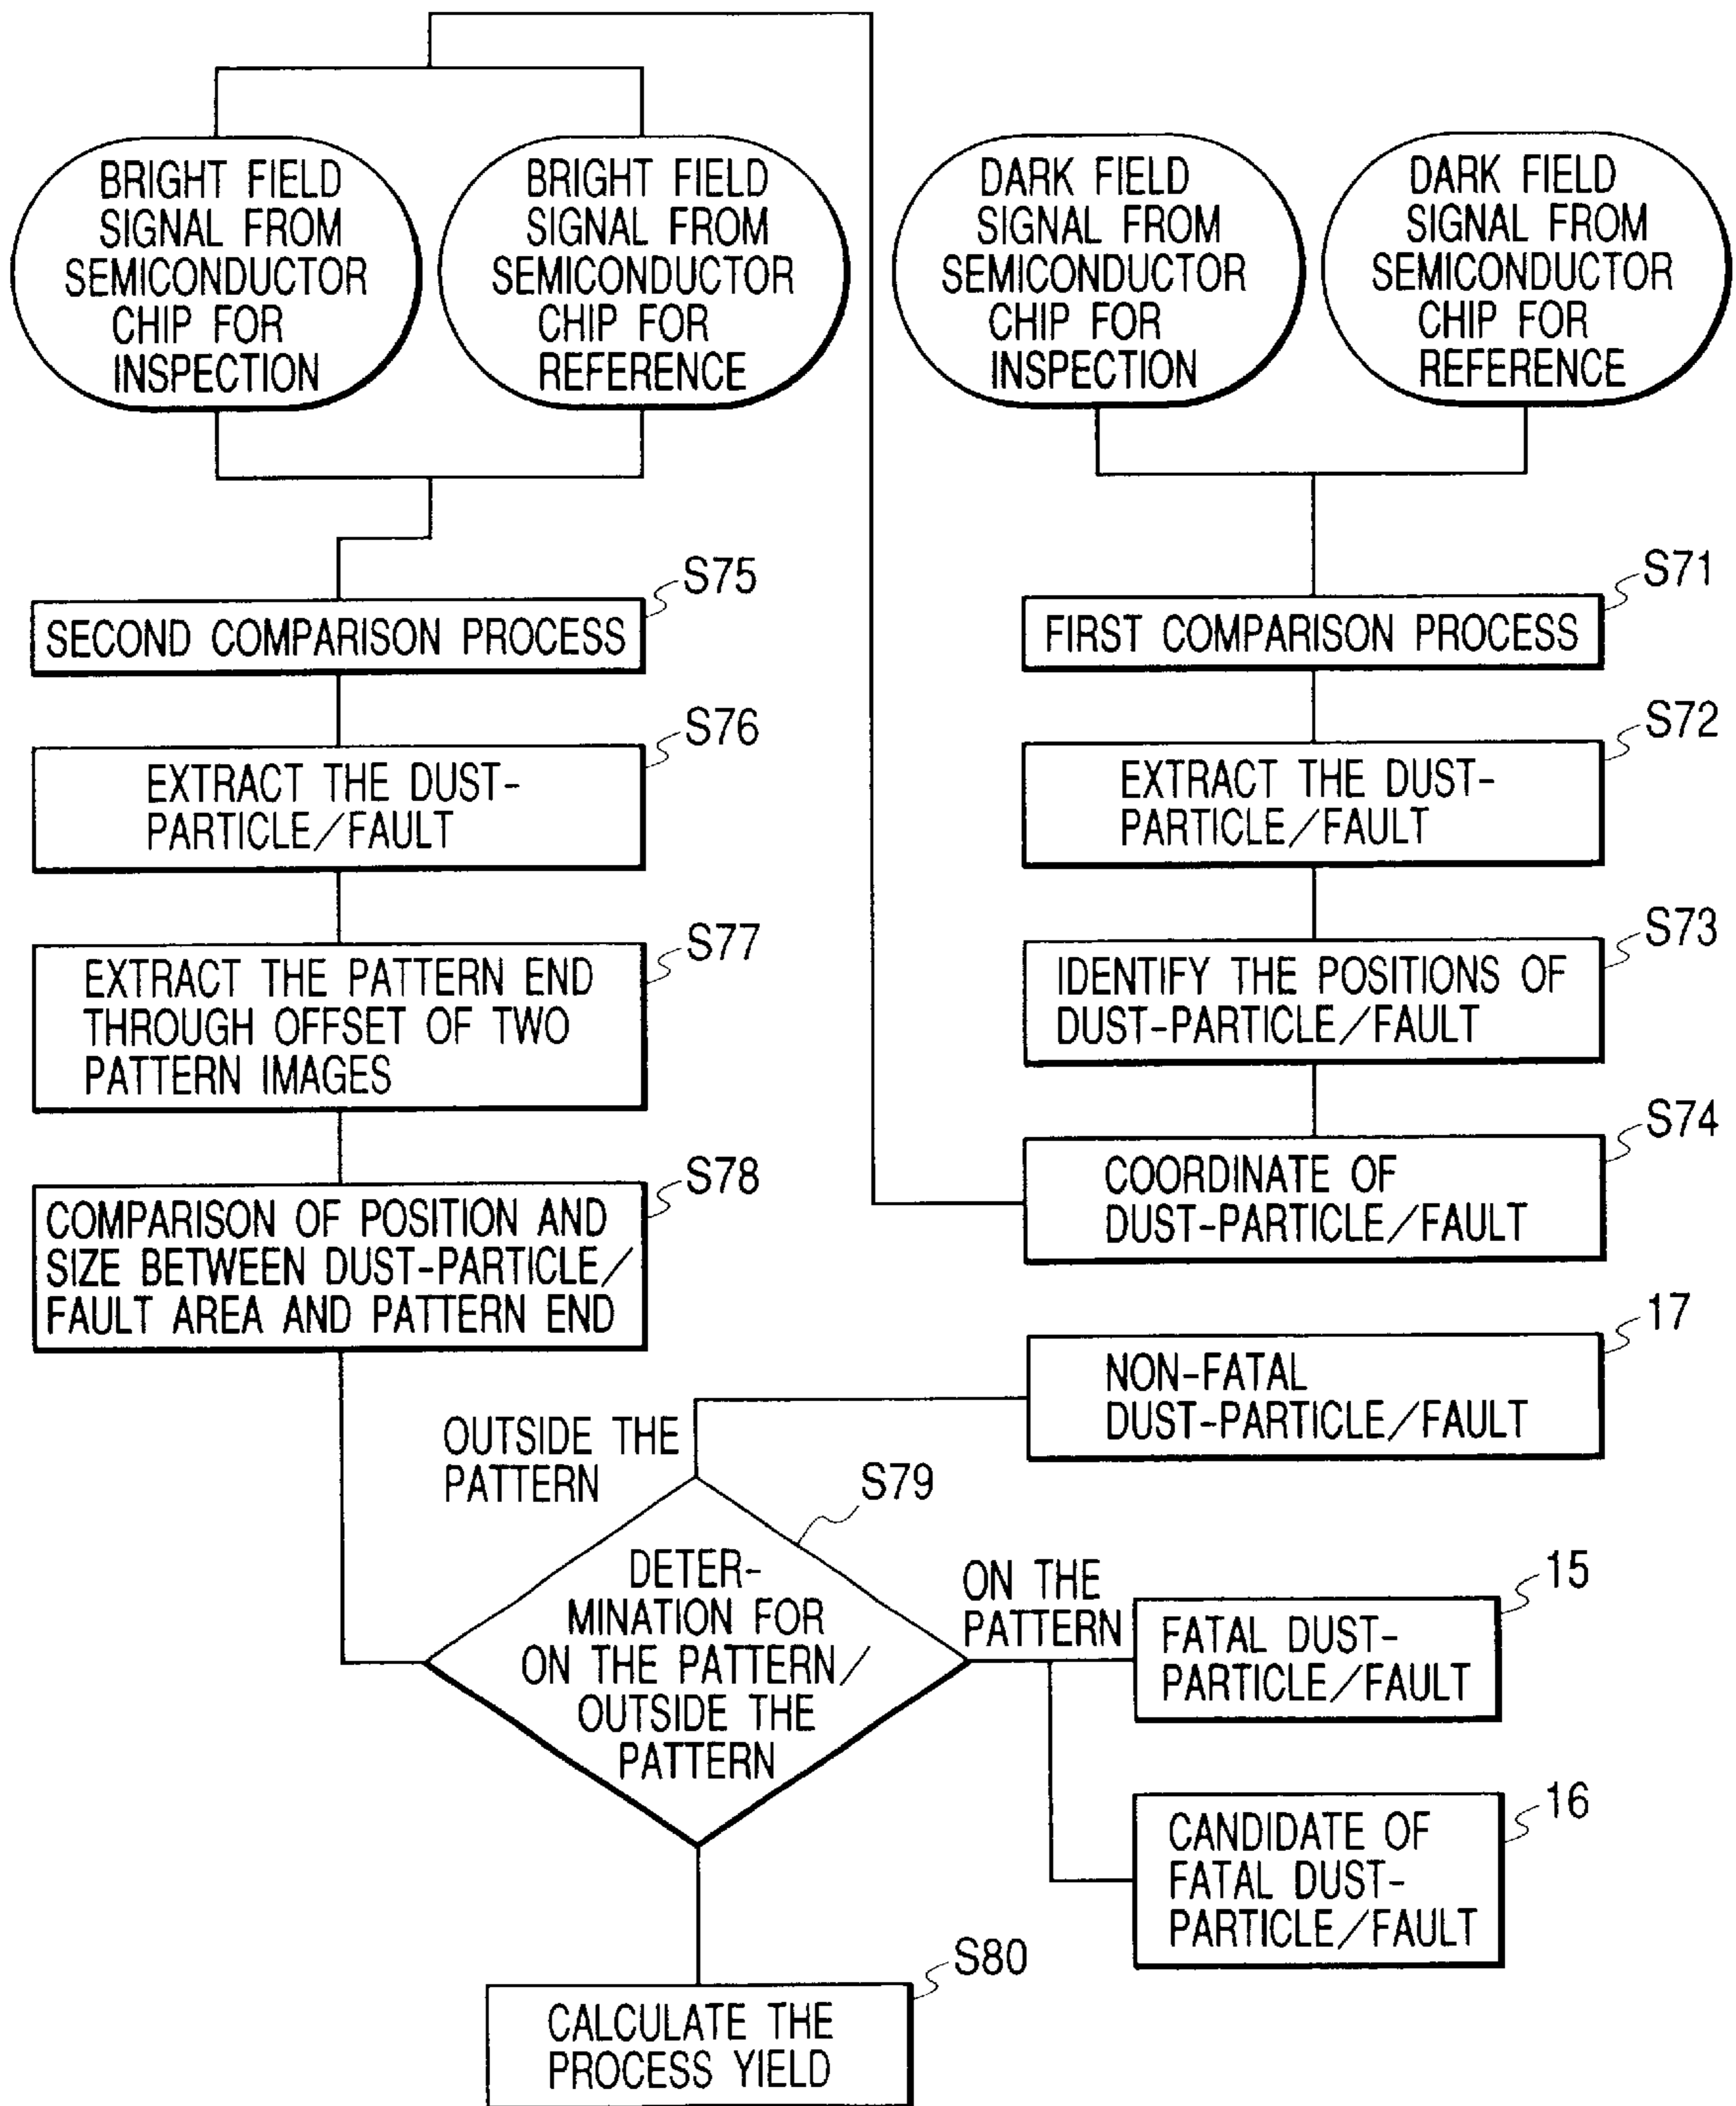 BRIGHT FIELD
SIGNAL FROM
SEMICONDUCTOR
CHIP FOR
INSPECTION
BRIGHT FIELD
SIGNAL FROM
SEMICONDUCTOR
CHIP FOR
REFERENCE
DARK FIELD
SIGNAL FROM
SEMICONDUCTOR
CHIP FOR
INSPECTION
DARK FIELD
SIGNAL FROM
SEMICONDUCTOR
CHIP FOR
REFERENCE
S75
SECOND COMPARISON PROCESS
S76
EXTRACT THE DUST-
PARTICLE/FAULT
S77
EXTRACT THE PATTERN END
THROUGH OFFSET OF TWO
PATTERN IMAGES
S78
COMPARISON OF POSITION AND
SIZE BETWEEN DUST-PARTICLE/
FAULT AREA AND PATTERN END
S71
FIRST COMPARISON PROCESS
S72
EXTRACT THE DUST-
PARTICLE/FAULT
S73
IDENTIFY THE POSITIONS OF
DUST-PARTICLE/FAULT
S74
COORDINATE OF
DUST-PARTICLE/FAULT
17
NON-FATAL
DUST-PARTICLE/FAULT
OUTSIDE THE
PATTERN
S79
DETER-
MINATION FOR
ON THE PATTERN/
OUTSIDE THE
PATTERN
ON THE
PATTERN
15
FATAL DUST-
PARTICLE/FAULT
16
CANDIDATE OF
FATAL DUST-
PARTICLE/FAULT
S80
CALCULATE THE
PROCESS YIELD